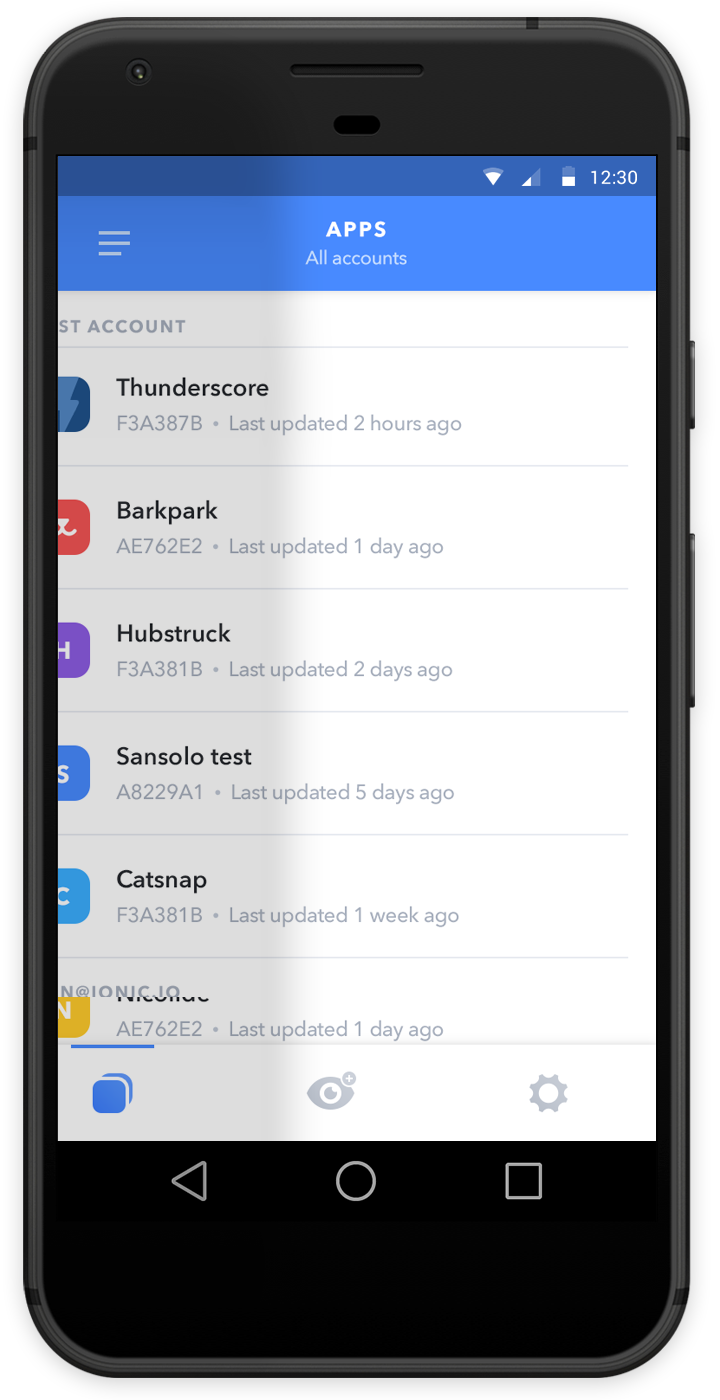 12:30
APPS
All accounts
ST ACCOUNT
Thunderscore
F3A387B • Last updated 2 hours ago
Barkpark
AE762E2 • Last updated 1 day ago
H
Hubstruck
F3A381B • Last updated 2 days ago
S
Sansolo test
A8229A1 • Last updated 5 days ago
C
Catsnap
F3A381B • Last updated 1 week ago
N@IONIC.IO
N
AE762E2 • Last updated 1 day ago